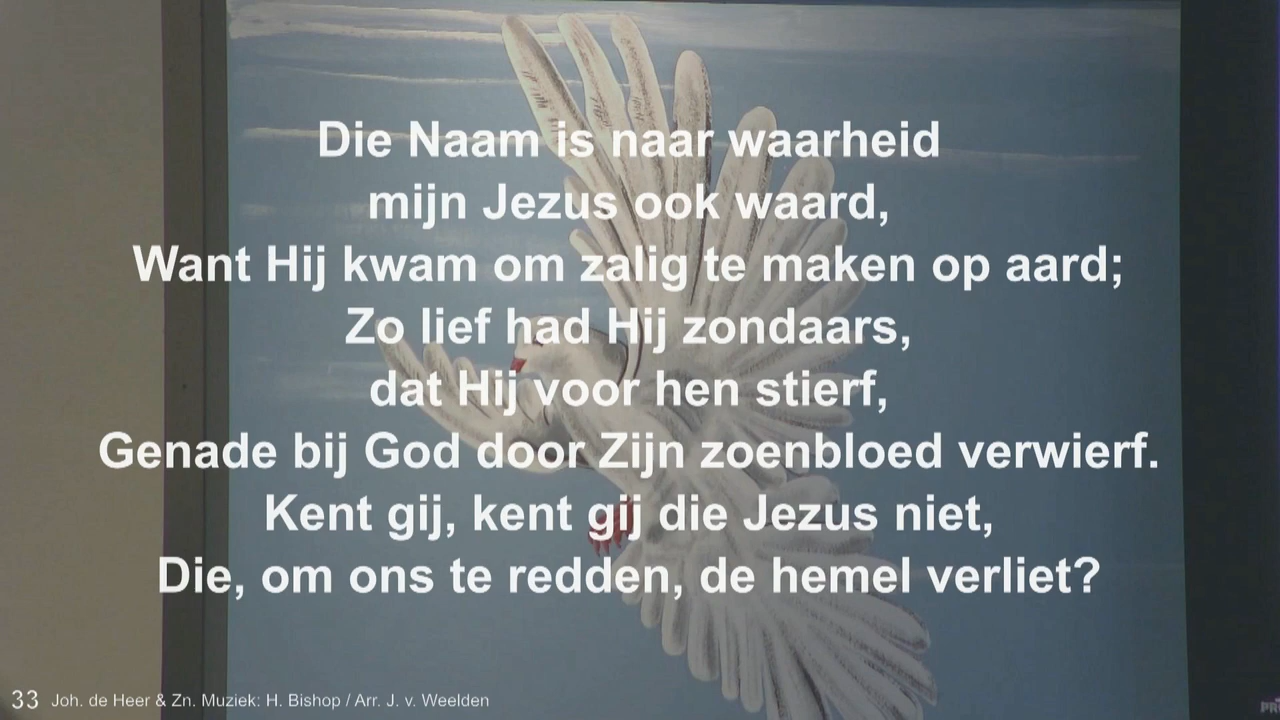 Die Naam is naar waarheid
mijn Jezus ook waard,
Want Hij kwam om zalig te maken op aard;
Zo lief had Hij zondaars,
dat Hij voor hen stierf,
Genade bij God door Zijn zoenbloed verwierf.
Kent gij, kent gij die Jezus niet,
Die, om ons te redden, de hemel verliet?
33 Joh. de Heer & Zn. Muziek: H. Bishop / Arr. J. v. Weelden